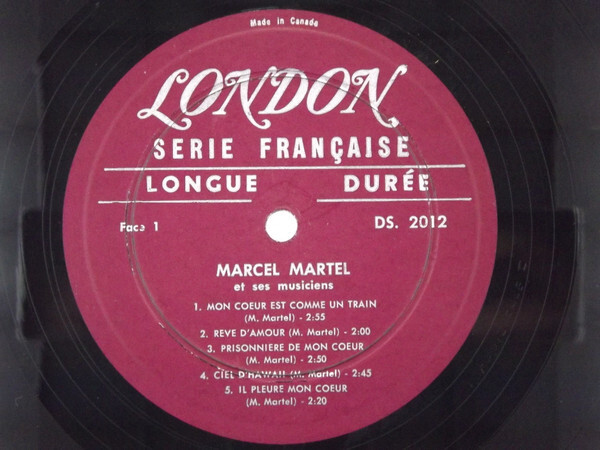 Made in Canada
LONDON
SERIE FRANÇAISE
LONGUE DURÉE
Face 1 DS. 2012
MARCEL MARTEL
et ses musiciens
1. MON COEUR EST COMME UN TRAIN
(M. Martel) - 2:55
2. REVE D'AMOUR (M. Martel) - 2:00
3. PRISONNIERE DE MON COEUR
(M. Martel) - 2:50
4. CIEL D'HAWAII (M. Martel) - 2:45
5. IL PLEURE MON COEUR
(M. Martel) - 2:20